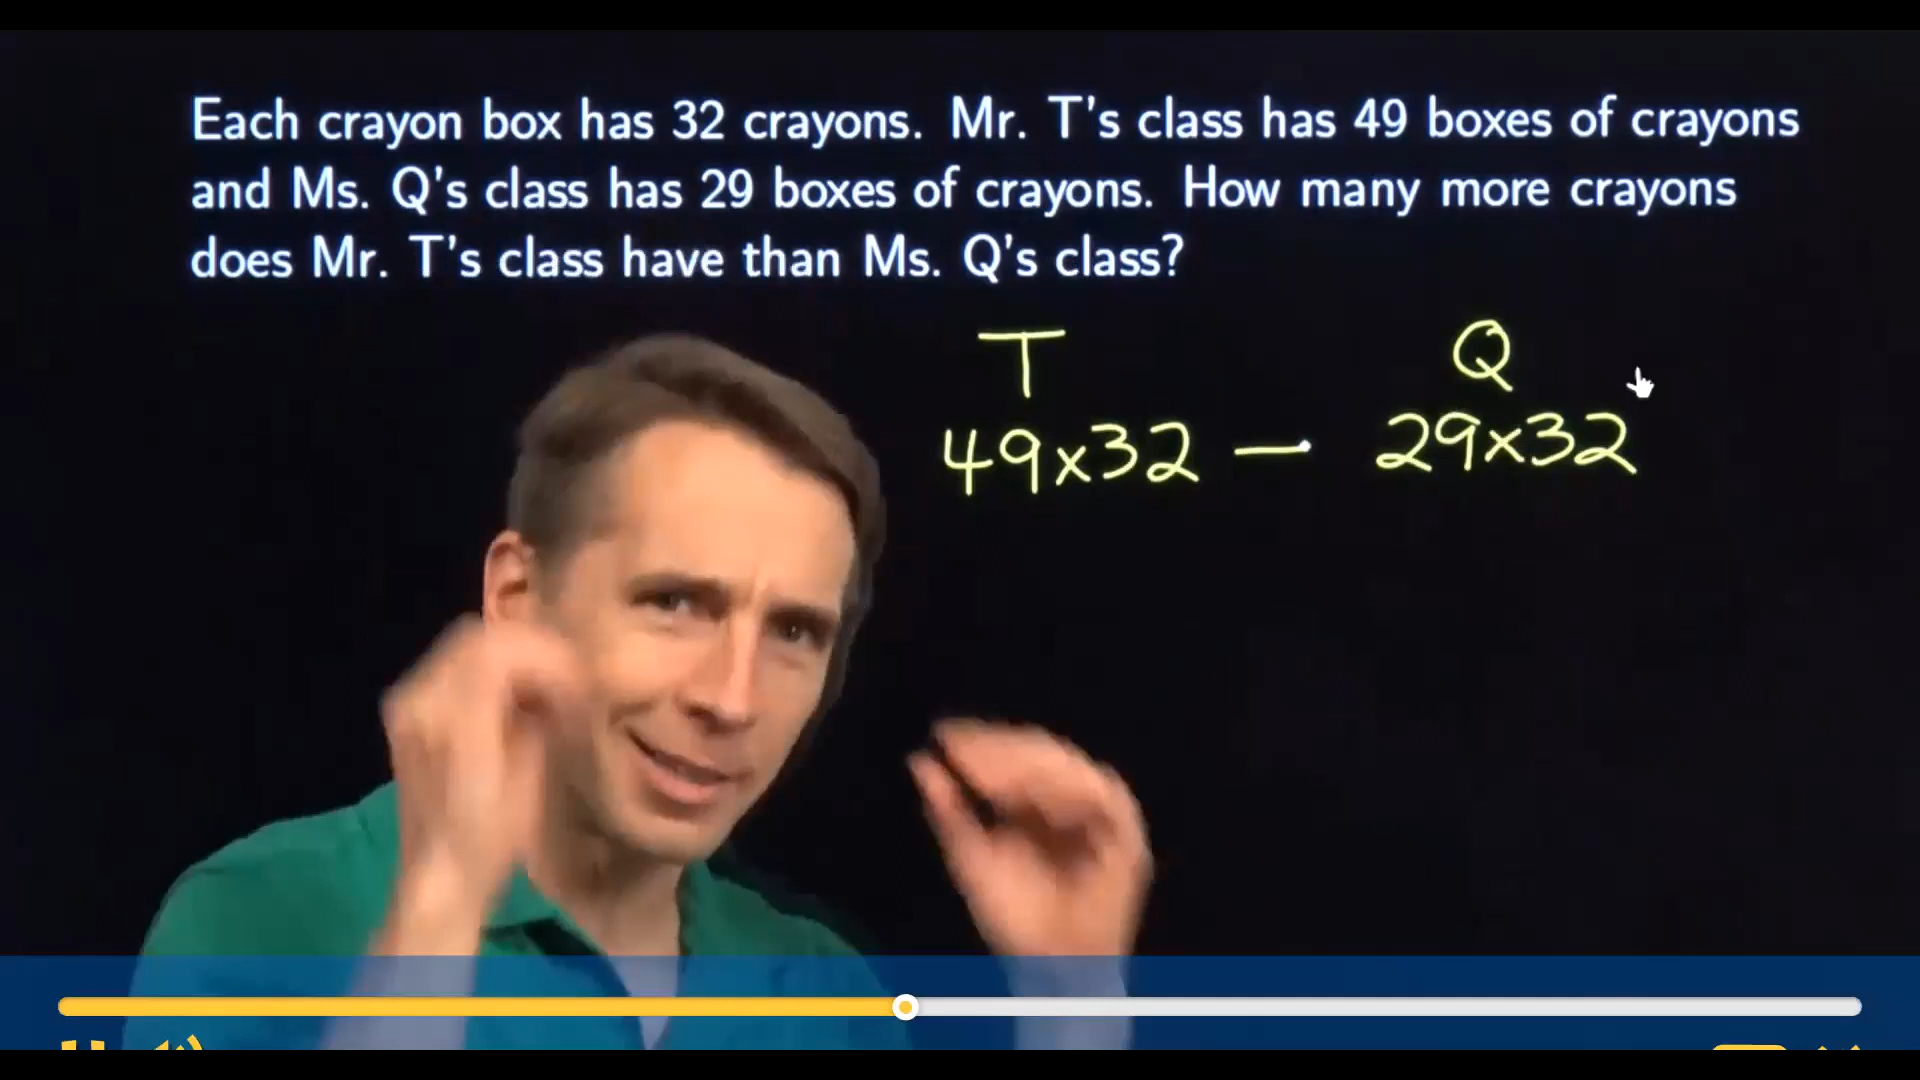 Each crayon box has 32 crayons. Mr. T's class has 49 boxes of crayons
and Ms. Q's class has 29 boxes of crayons. How many more crayons
does Mr. T's class have than Ms. Q's class?
T Q
49x32 — 29x32